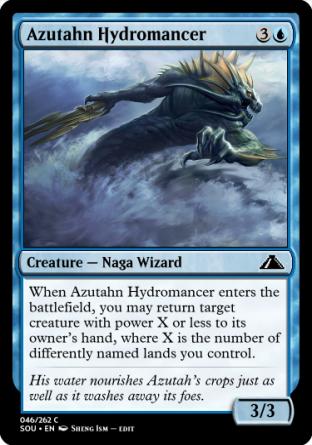 Azutahn Hydromancer 3
Creature — Naga Wizard
When Azutahn Hydromancer enters the
battlefield, you may return target
creature with power X or less to its
owner's hand, where X is the number of
differently named lands you control.
His water nourishes Azutah's crops just as
well as it washes away its foes.
3/3
046/262 C
SOU • EN Sheng Ism — EDIT